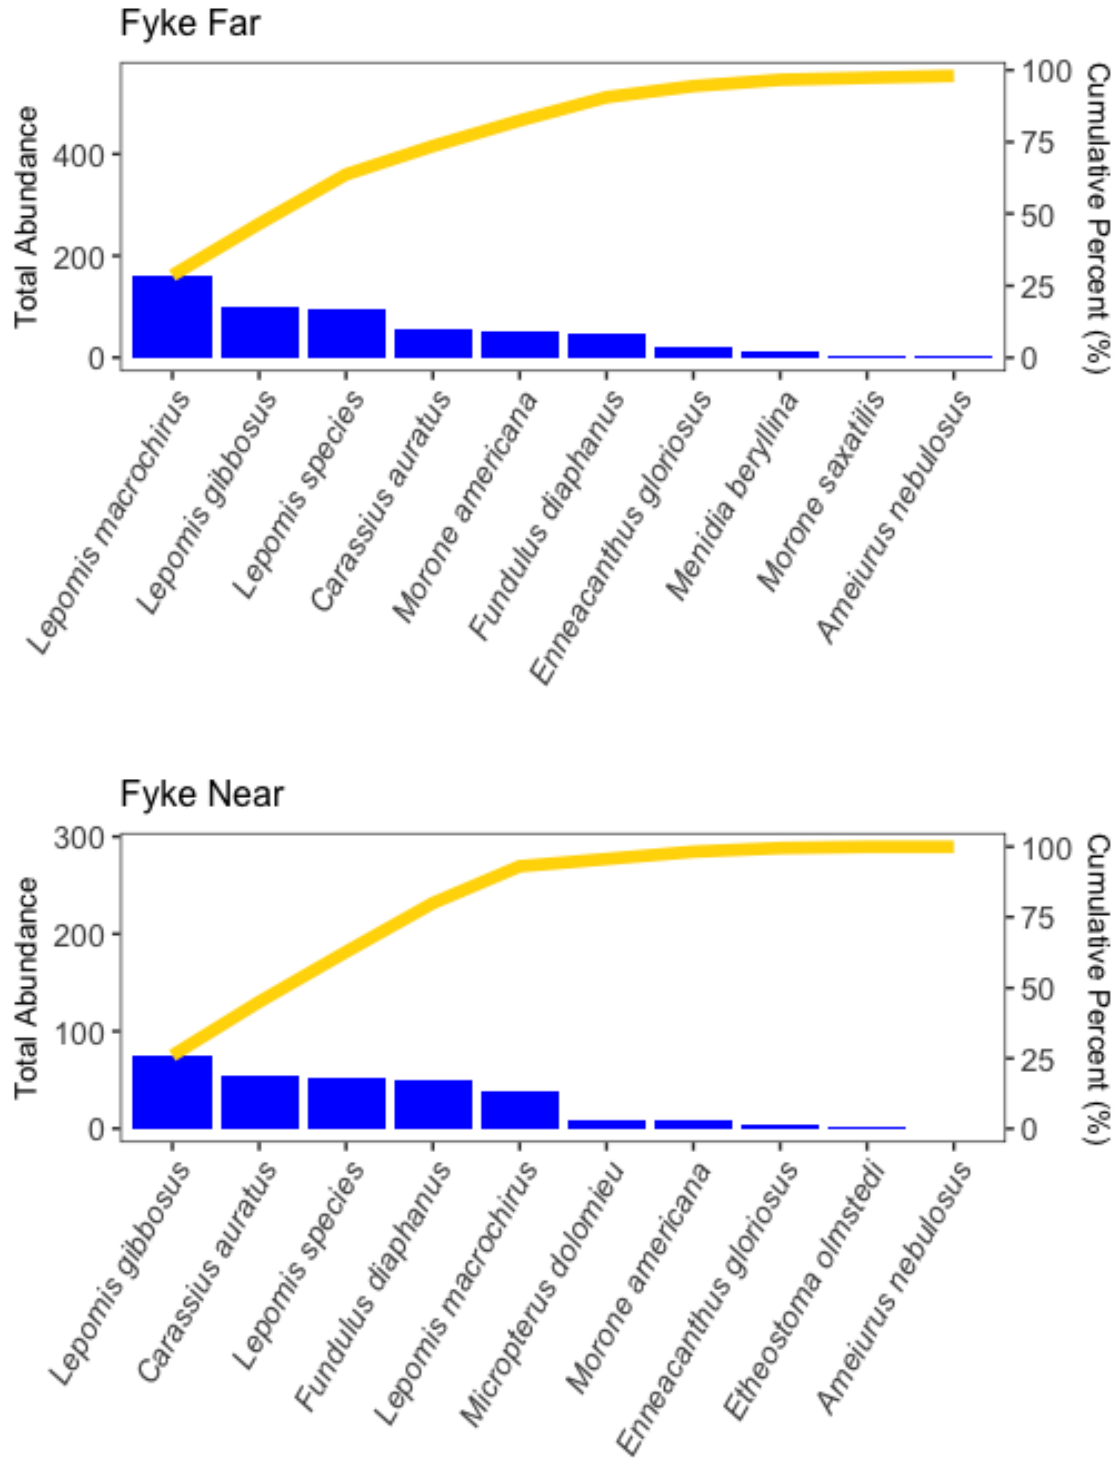 Fyke Far
Total Abundance
400
200
0
100
75
50
25
0
Cumulative Percent (%)
Lepomis macrochirus
Lepomis gibbosus
Lepomis species
Carassius auratus
Morone americana
Fundulus diaphanus
Enneacanthus gloriosus
Menidia beryllina
Morone saxatilis
Ameiurus nebulosus
Fyke Near
Total Abundance
300
200
100
0
100
75
50
25
0
Cumulative Percent (%)
Lepomis gibbosus
Carassius auratus
Lepomis species
Fundulus diaphanus
Lepomis macrochirus
Micropterus dolomieu
Morone americana
Enneacanthus gloriosus
Etheostoma olmstedi
Ameiurus nebulosus